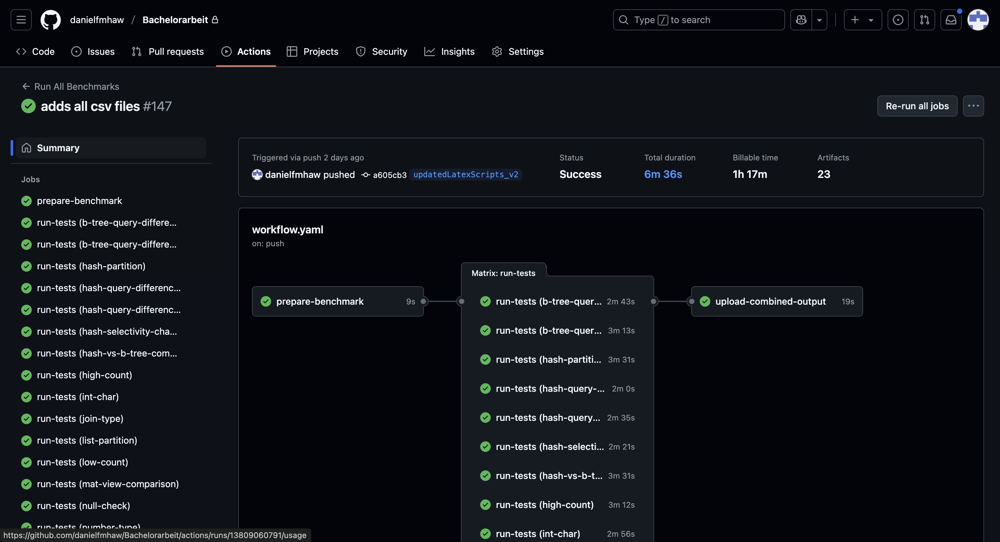 danielfmhaw / Bachelorarbeit
Type / to search
Code
Issues
Pull requests
Actions
Projects
Security
Insights
Settings
Run All Benchmarks
adds all csv files #147
Re-run all jobs
Summary
Jobs
prepare-benchmark
run-tests (b-tree-query-differe...
run-tests (b-tree-query-differe...
run-tests (hash-partition)
run-tests (hash-query-differenc...
run-tests (hash-query-differenc...
run-tests (hash-selectivity-cha...
run-tests (hash-vs-b-tree-com...
run-tests (high-count)
run-tests (int-char)
run-tests (join-type)
run-tests (list-partition)
run-tests (low-count)
run-tests (mat-view-comparison)
run-tests (null-check)
run-tests (number-type)
Triggered via push 2 days ago
danielfmhaw pushed a605cb3 updatedLatexScripts_v2
Status
Success
Total duration
6m 36s
Billable time
1h 17m
Artifacts
23
workflow.yaml
on: push
prepare-benchmark 9s
Matrix: run-tests
run-tests (b-tree-quer... 2m 43s
run-tests (b-tree-quer... 3m 13s
run-tests (hash-partiti... 3m 31s
run-tests (hash-query-... 2m 0s
run-tests (hash-query... 2m 35s
run-tests (hash-selecti... 2m 21s
run-tests (hash-vs-b-t... 3m 31s
run-tests (high-count) 3m 12s
run-tests (int-char) 2m 56s
upload-combined-output 19s
https://github.com/danielfmhaw/Bachelorarbeit/actions/runs/13809060791/usage